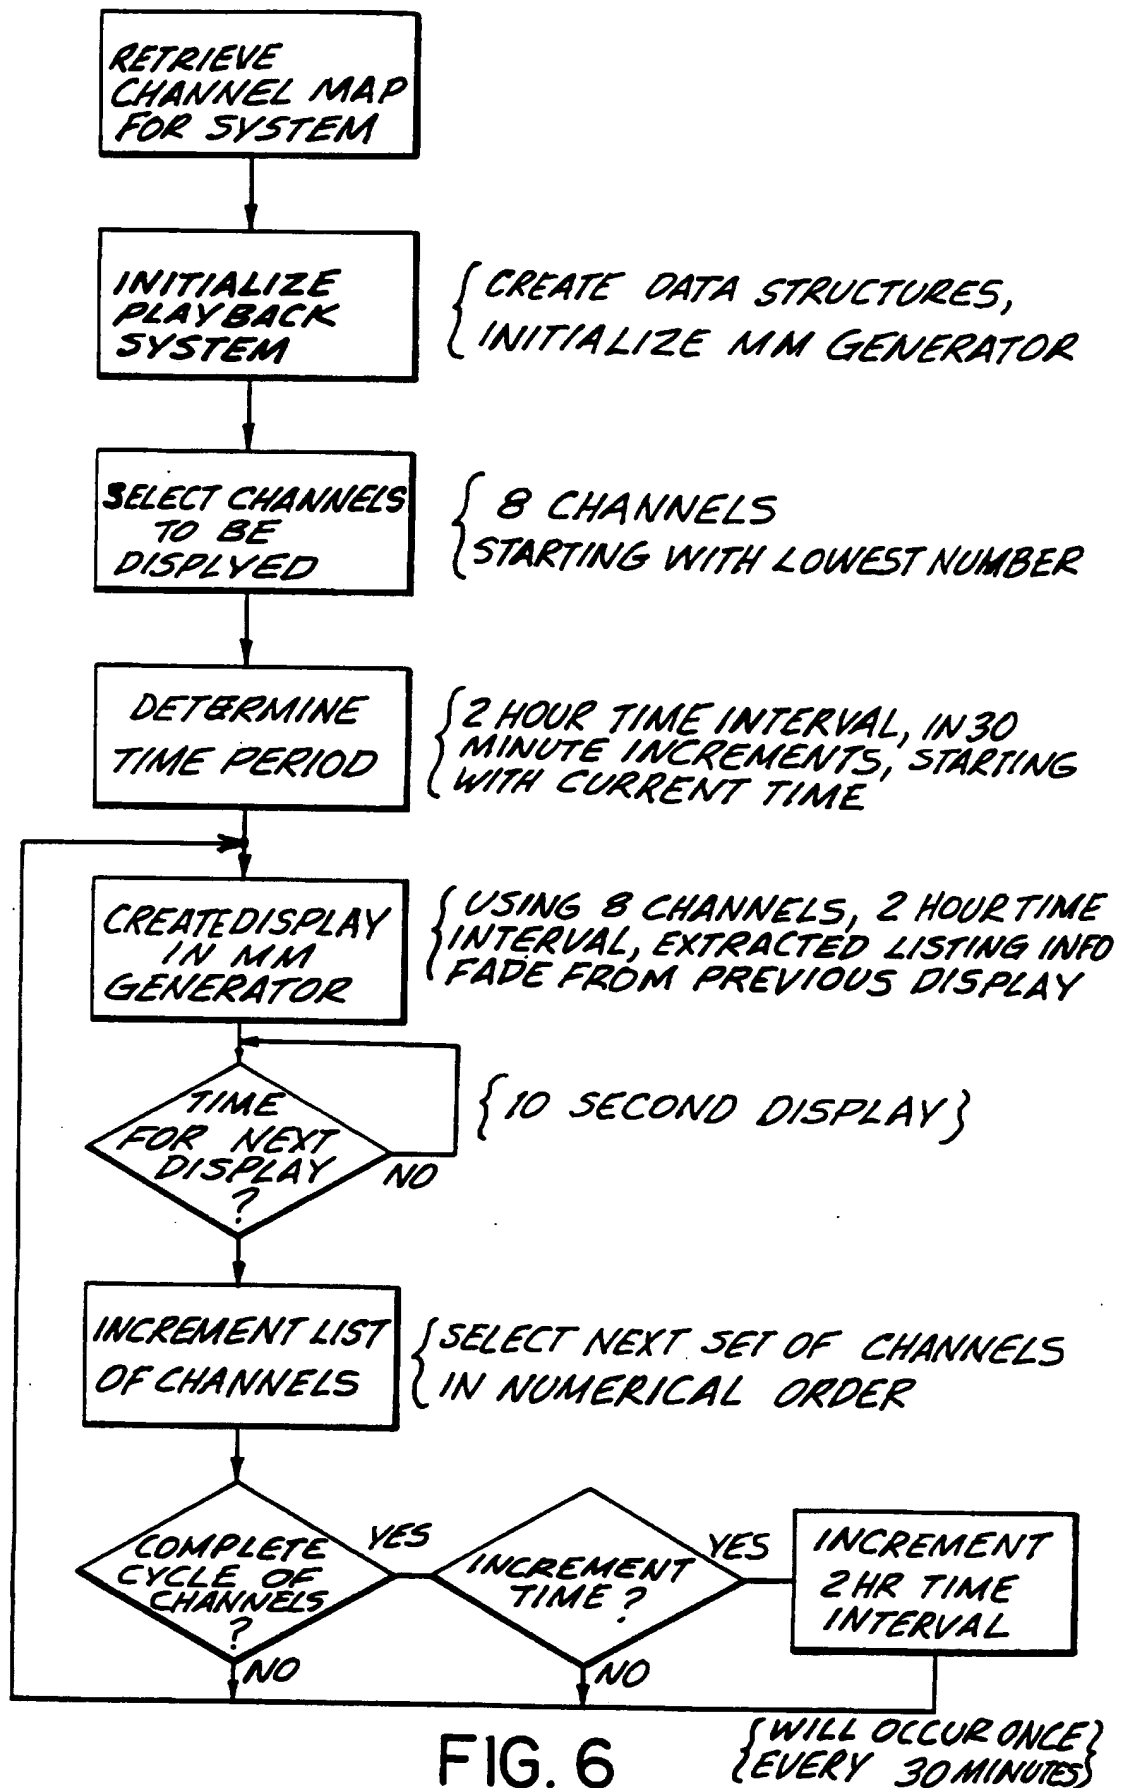 RETRIEVE
CHANNEL MAP
FOR SYSTEM
INITIALIZE
PLAYBACK
SYSTEM
{CREATE DATA STRUCTURES,
INITIALIZE MM GENERATOR
SELECT CHANNELS
TO BE
DISPLYED
{8 CHANNELS
STARTING WITH LOWEST NUMBER
DETERMINE
TIME PERIOD
{2 HOUR TIME INTERVAL, IN 30
MINUTE INCREMENTS, STARTING
WITH CURRENT TIME
CREATE DISPLAY
IN MM
GENERATOR
{USING 8 CHANNELS, 2 HOUR TIME
INTERVAL, EXTRACTED LISTING INFO
FADE FROM PREVIOUS DISPLAY
TIME
FOR NEXT
DISPLAY
?
NO
{10 SECOND DISPLAY}
INCREMENT LIST
OF CHANNELS
{SELECT NEXT SET OF CHANNELS
IN NUMERICAL ORDER
COMPLETE
CYCLE OF
CHANNELS
?
YES
NO
INCREMENT
TIME?
YES
NO
INCREMENT
2 HR TIME
INTERVAL
{WILL OCCUR ONCE
EVERY 30 MINUTES}
FIG. 6